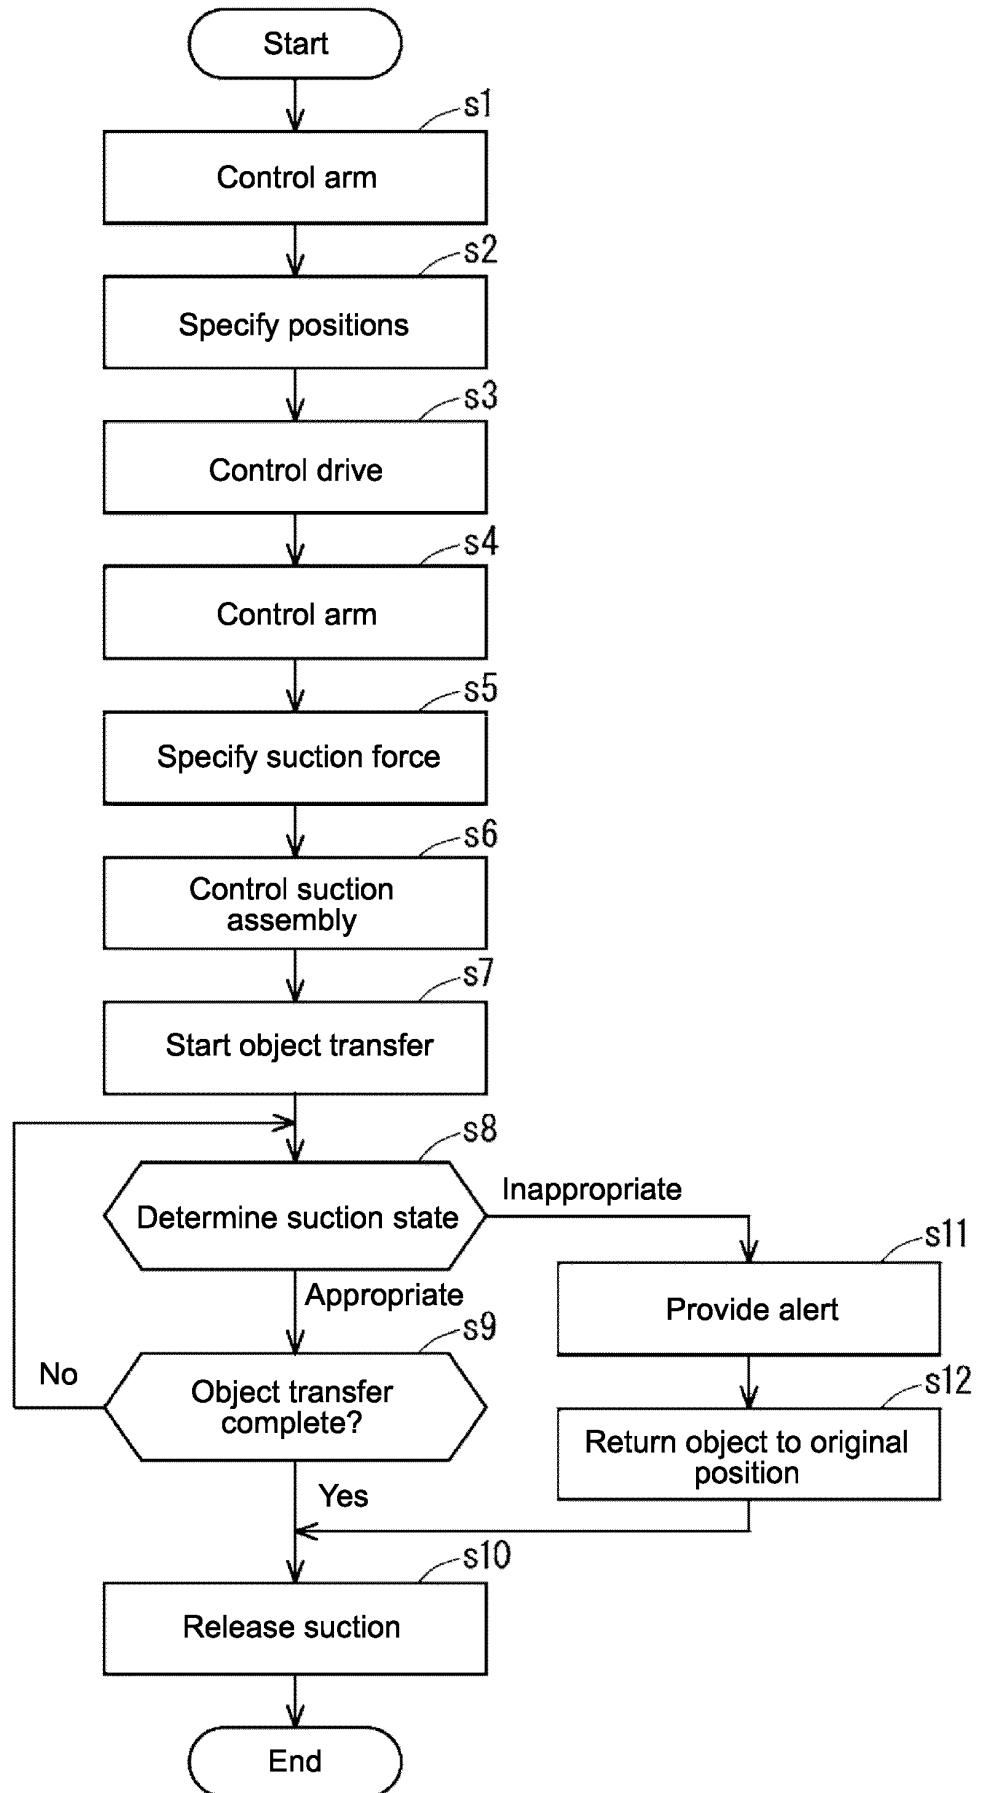 Start
s1
Control arm
s2
Specify positions
s3
Control drive
s4
Control arm
s5
Specify suction force
s6
Control suction
assembly
s7
Start object transfer
s8
Determine suction state
Inappropriate
Appropriate
s11
Provide alert
s9
Object transfer
complete?
No
s12
Return object to original
position
Yes
s10
Release suction
End